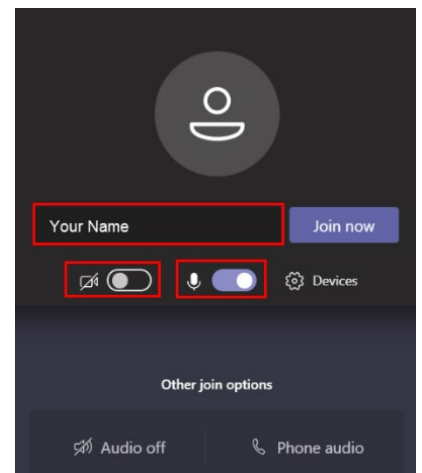 Your Name
Join now
Devices
Other join options
Audio off
Phone audio